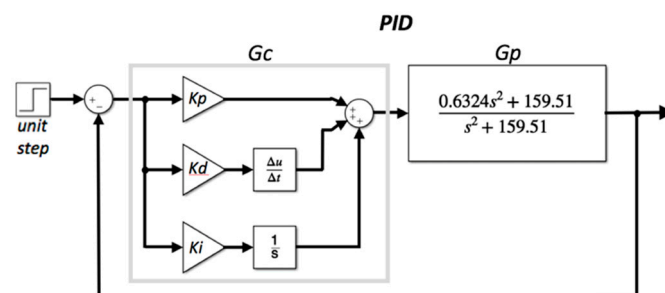 PID
Gc
Gp
unit
step
+
−
Kp
Kd
Δu
Δt
Ki
1
s
+
+
+
0.6324s² + 159.51
s² + 159.51